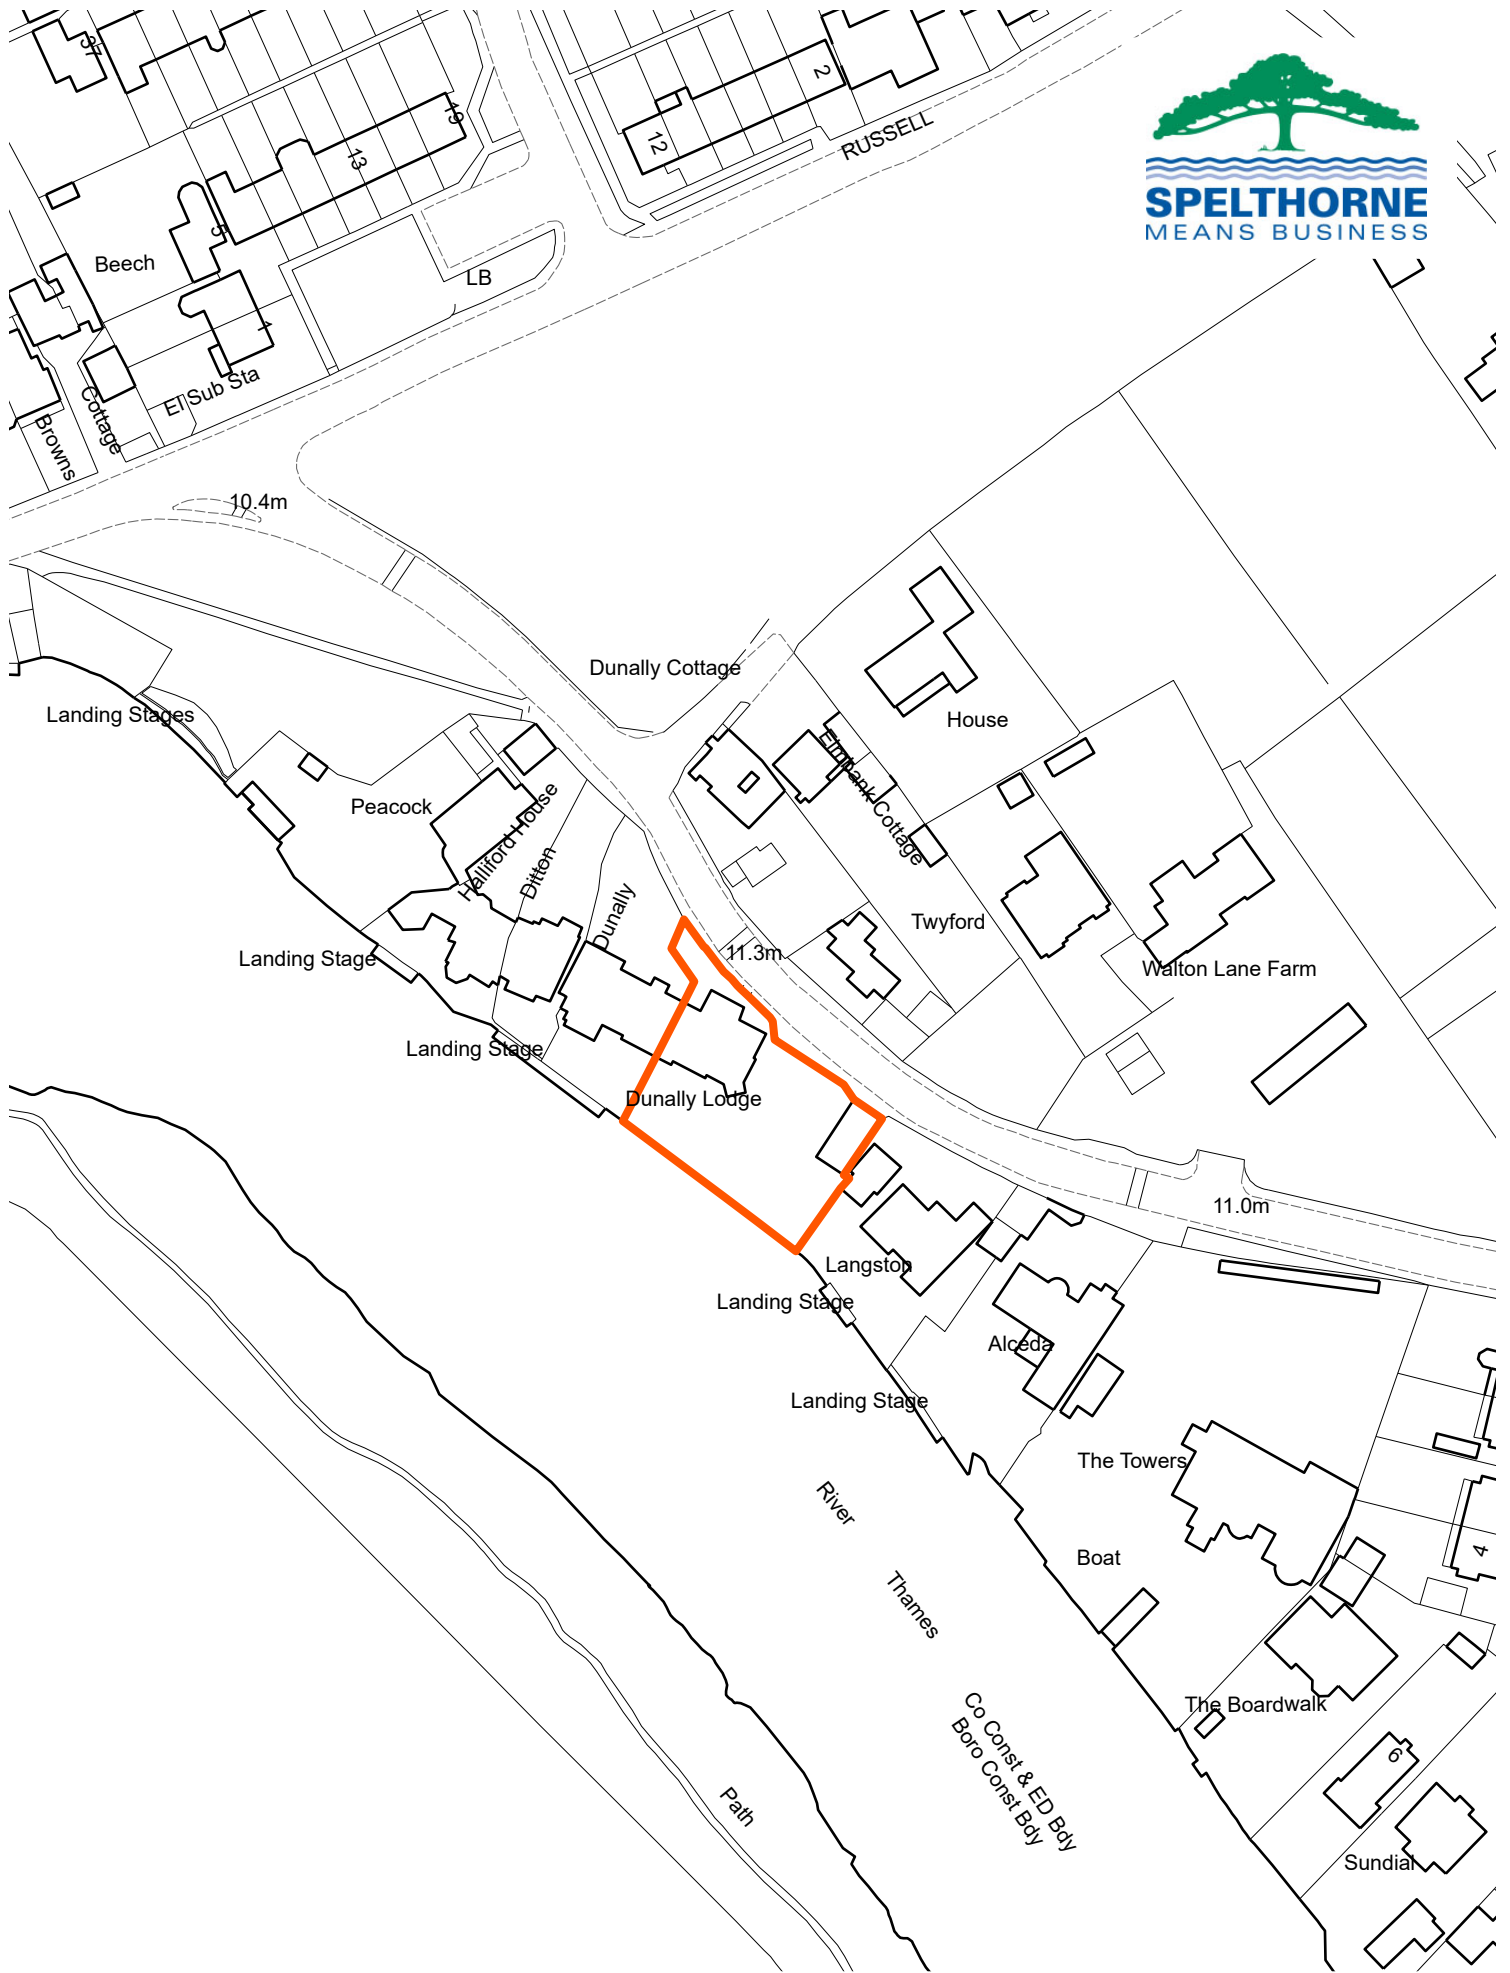 37
19
13
2
12
RUSSELL
SPELTHORNE
MEANS BUSINESS
5
Beech
LB
1
El Sub Sta
Cottage
Browns
10.4m
Dunally Cottage
House
Landing Stages
Elmbank Cottage
Peacock
Halliford House
Ditton
Dunally
Twyford
11.3m
Landing Stage
Walton Lane Farm
Landing Stage
Dunally Lodge
11.0m
Langston
Landing Stage
Alceda
Landing Stage
The Towers
River
Thames
Boat
4
The Boardwalk
Co Const & ED Bdy
Boro Const Bdy
6
Path
Sundial